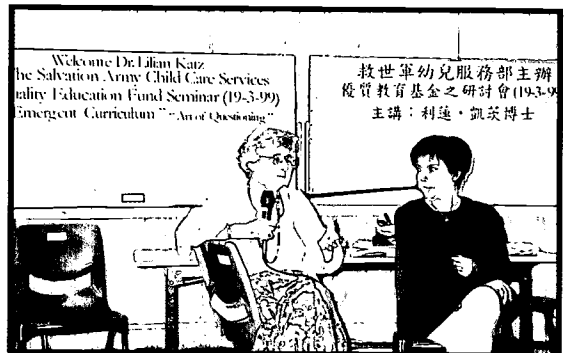 Welcome Dr. Lilian Katz
he Salvation Army Child Care Services
uality Education Fund Seminar (19-3-99)
Emergent Curriculum" "Art of Questioning"
救世軍幼兒服務部主辦
優質教育基金之研討會(19-3-99
主講：利蓮・凱茨博士